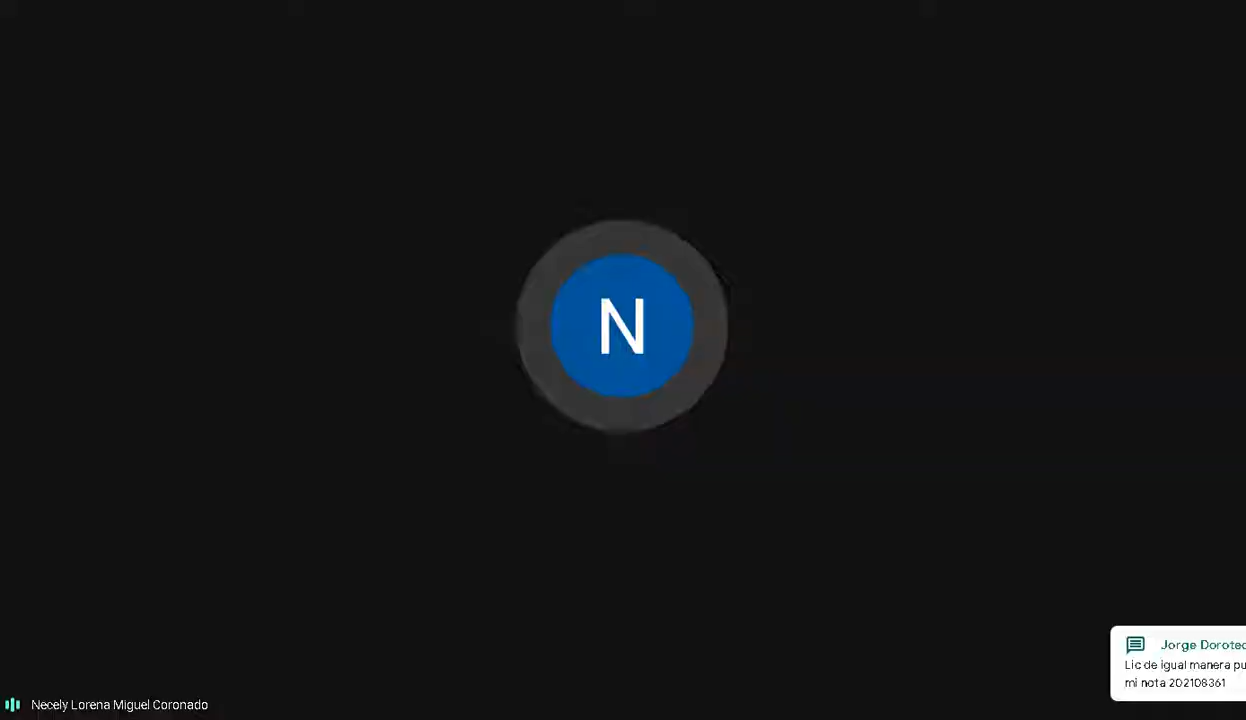 N
Jorge Doroteo
Lic de igual manera pu
mi nota 202108361
Necely Lorena Miguel Coronado